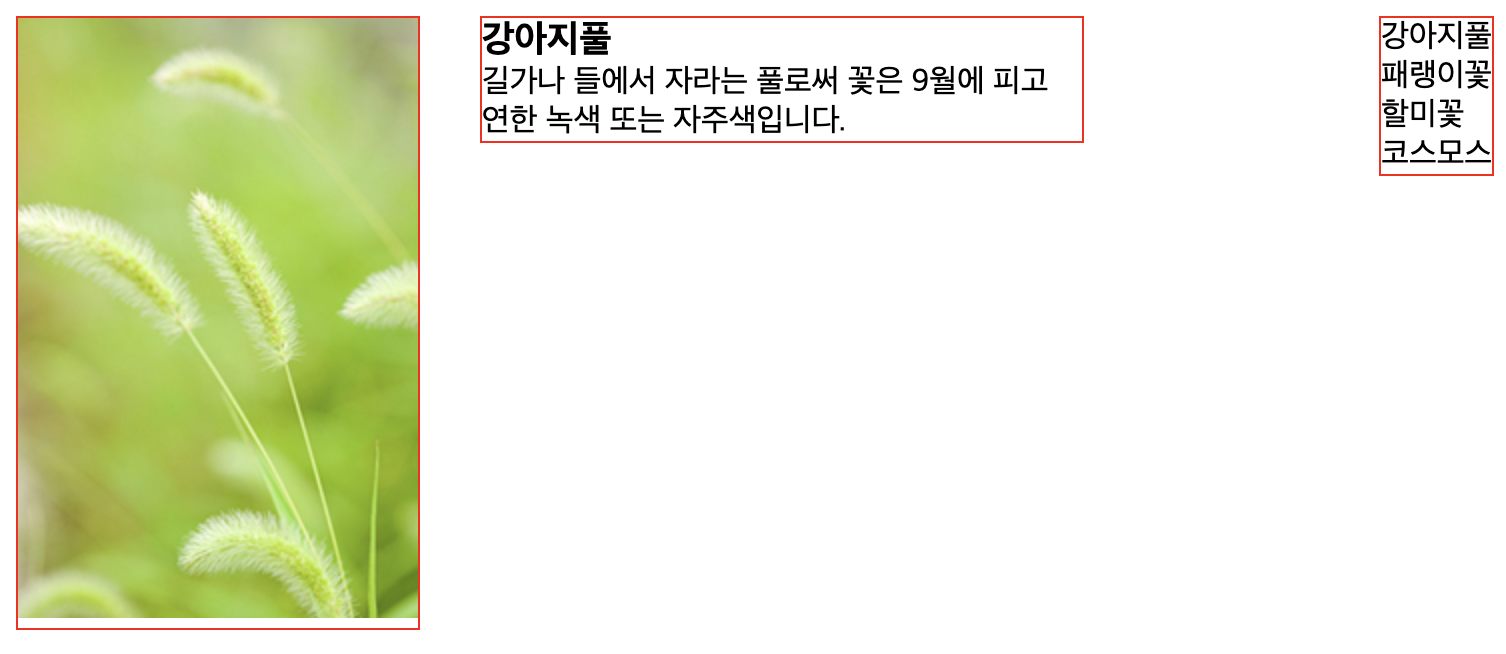 강아지풀
길가나 들에서 자라는 풀로써 꽃은 9월에 피고
연한 녹색 또는 자주색입니다.
강아지풀
패랭이꽃
할미꽃
코스모스